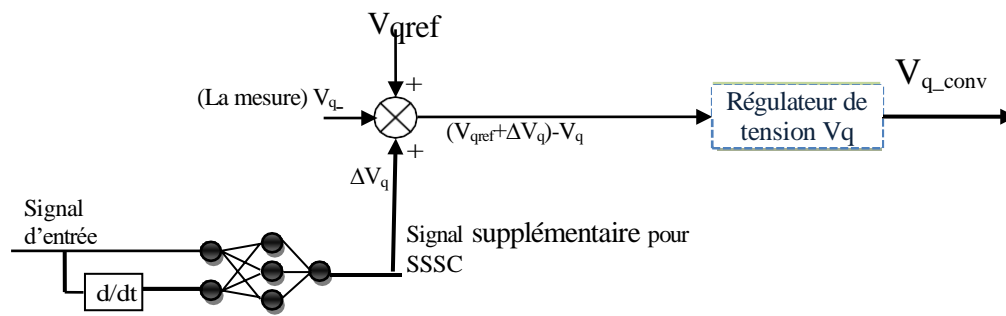 Vqref
+
(La mesure) Vq_
Régulateur de
tension Vq
Vq_conv
(Vqref+ΔVq)-Vq
+
ΔVq
Signal
d'entrée
Signal supplémentaire pour
SSSC
d/dt